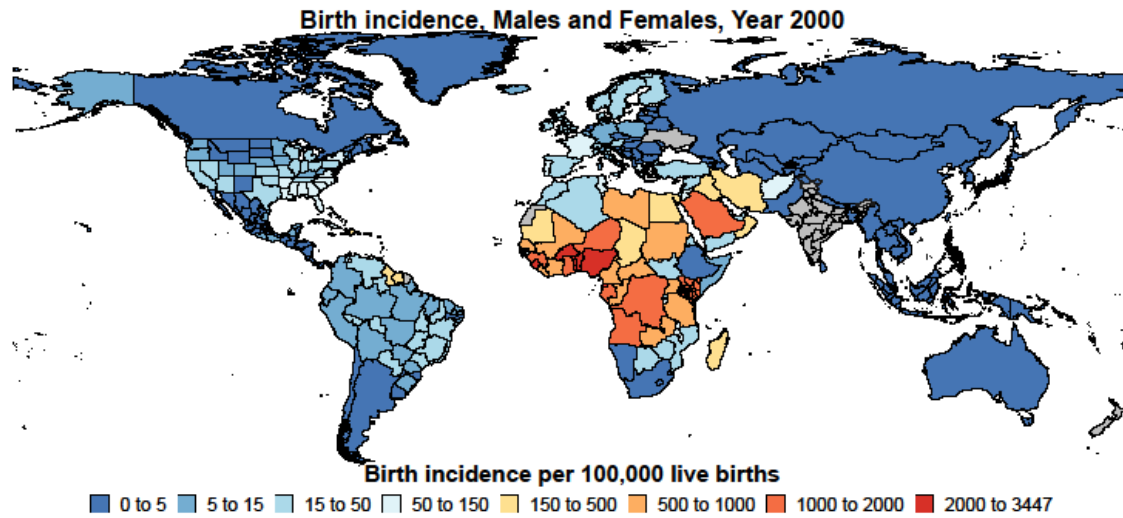 Birth incidence, Males and Females, Year 2000
Birth incidence per 100,000 live births
0 to 5 5 to 15 15 to 50 50 to 150 150 to 500 500 to 1000 1000 to 2000 2000 to 3447